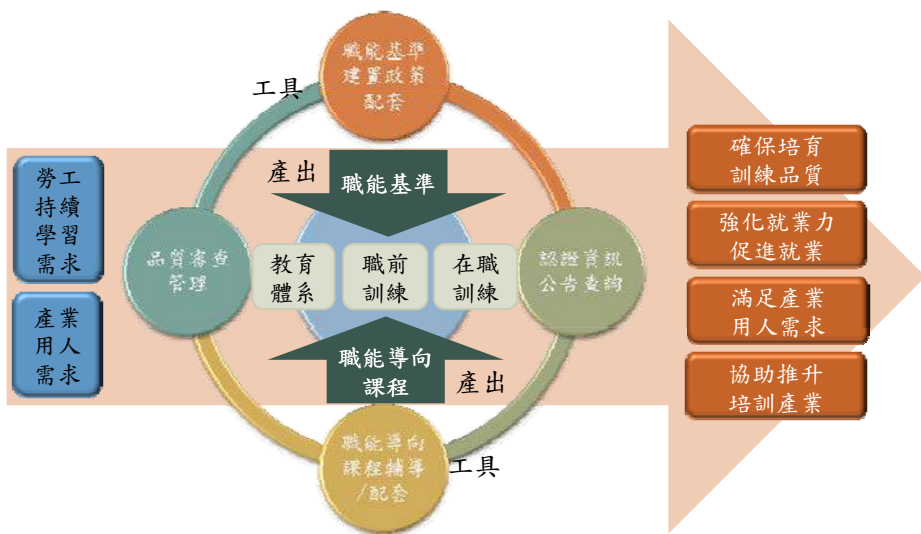 職能基準
建置政策
配套
工具
產出
職能基準
勞工
持續
學習
需求
產業
用人
需求
品質審查
管理
教育
體系
職前
訓練
在職
訓練
認證資訊
公告查詢
職能導向
課程
產出
職能導向
課程輔導
/配套
工具
確保培育
訓練品質
強化就業力
促進就業
滿足產業
用人需求
協助推升
培訓產業